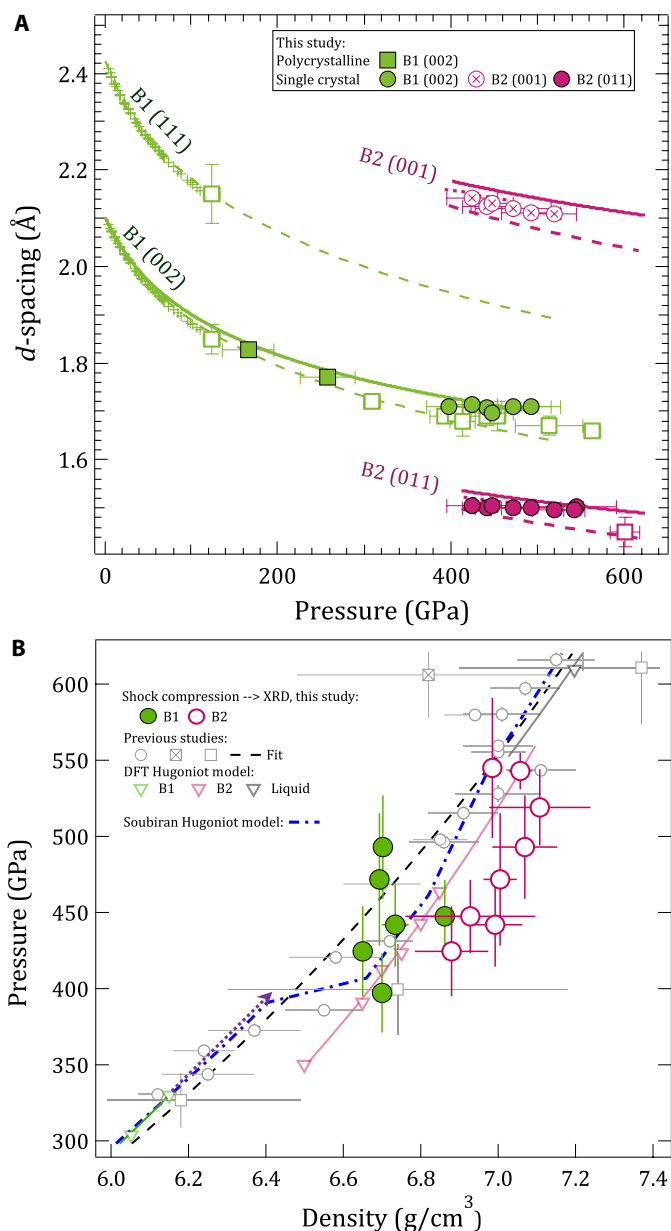 A
This study:
Polycrystalline B1 (002)
Single crystal B1 (002) B2 (001) B2 (011)
2.4
2.2
2.0
1.8
1.6
B1 (111)
B1 (002)
B2 (001)
B2 (011)
d-spacing (Å)
0 200 400 600
Pressure (GPa)
B
Shock compression --> XRD, this study:
B1 B2
Previous studies:
Fit
DFT Hugoniot model:
B1 B2 Liquid
Soubiran Hugoniot model:
600
550
500
450
400
350
300
Pressure (GPa)
6.0 6.2 6.4 6.6 6.8 7.0 7.2 7.4
Density (g/cm³)